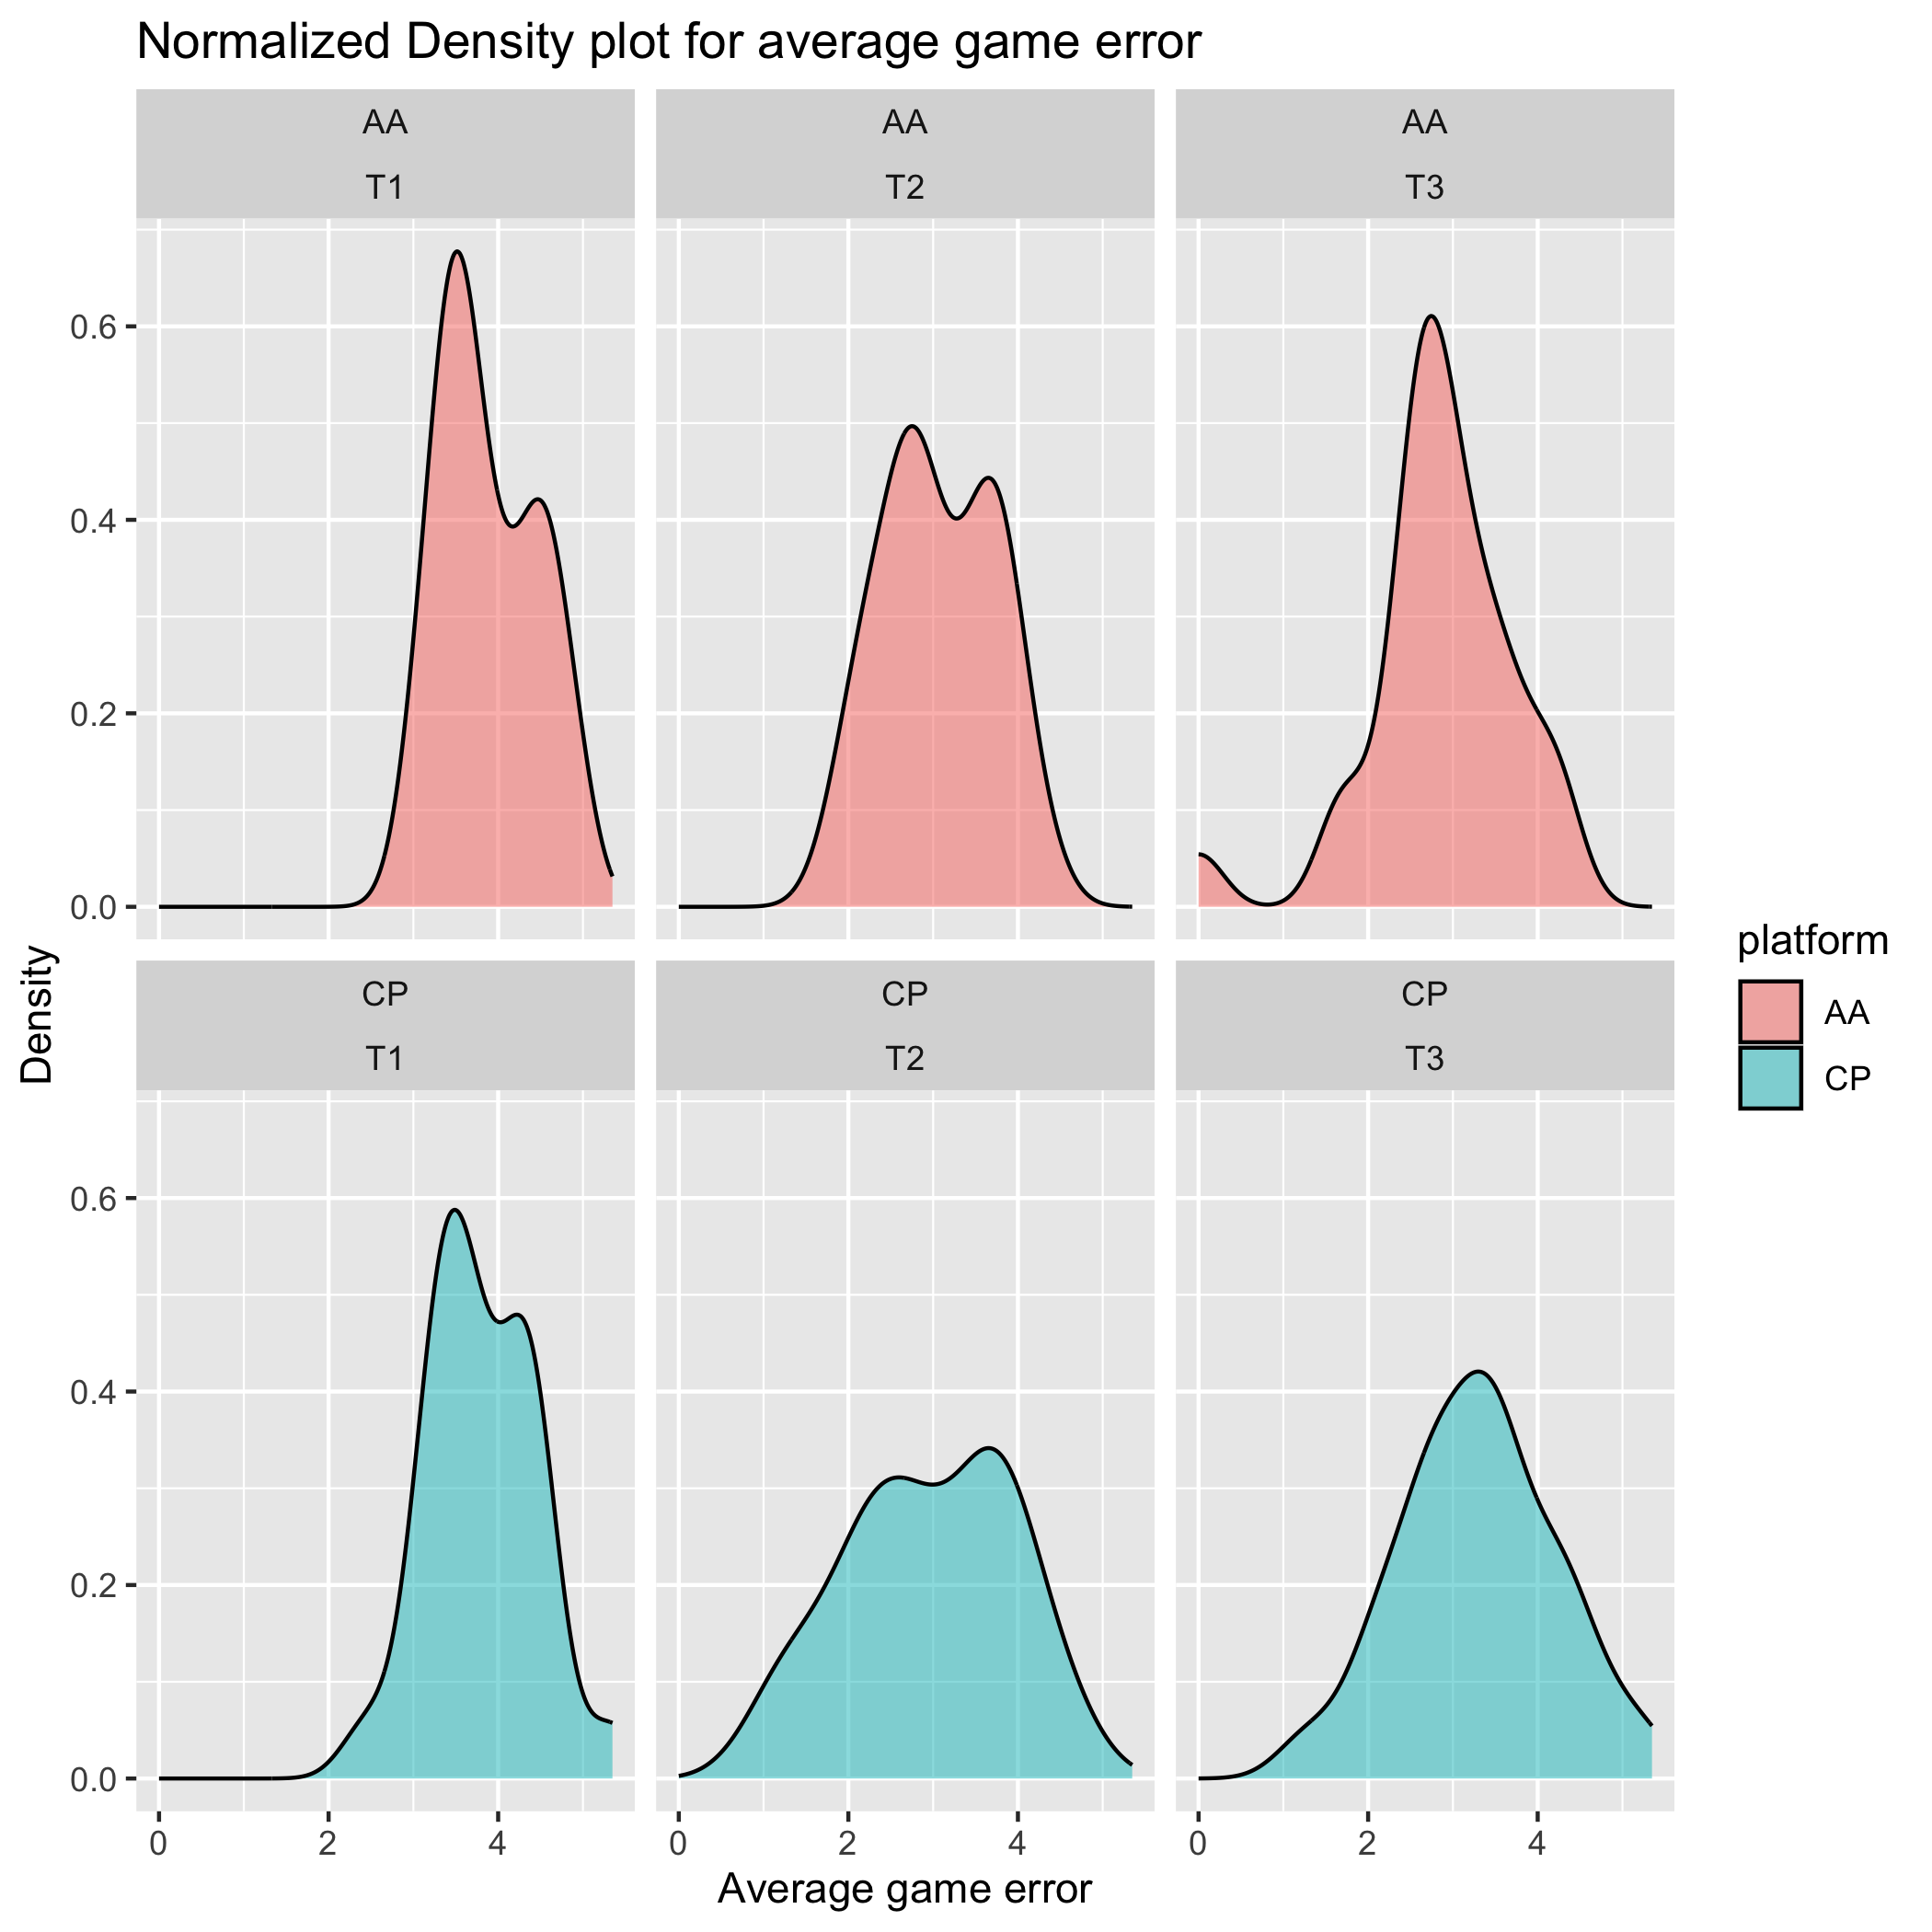 Normalized Density plot for average game error
AA
T1
AA
T2
AA
T3
0.6
0.4
0.2
0.0
CP
T1
CP
T2
CP
T3
0.6
0.4
0.2
0.0
0
2
4
0
2
4
0
2
4
Average game error
Density
platform
AA
CP